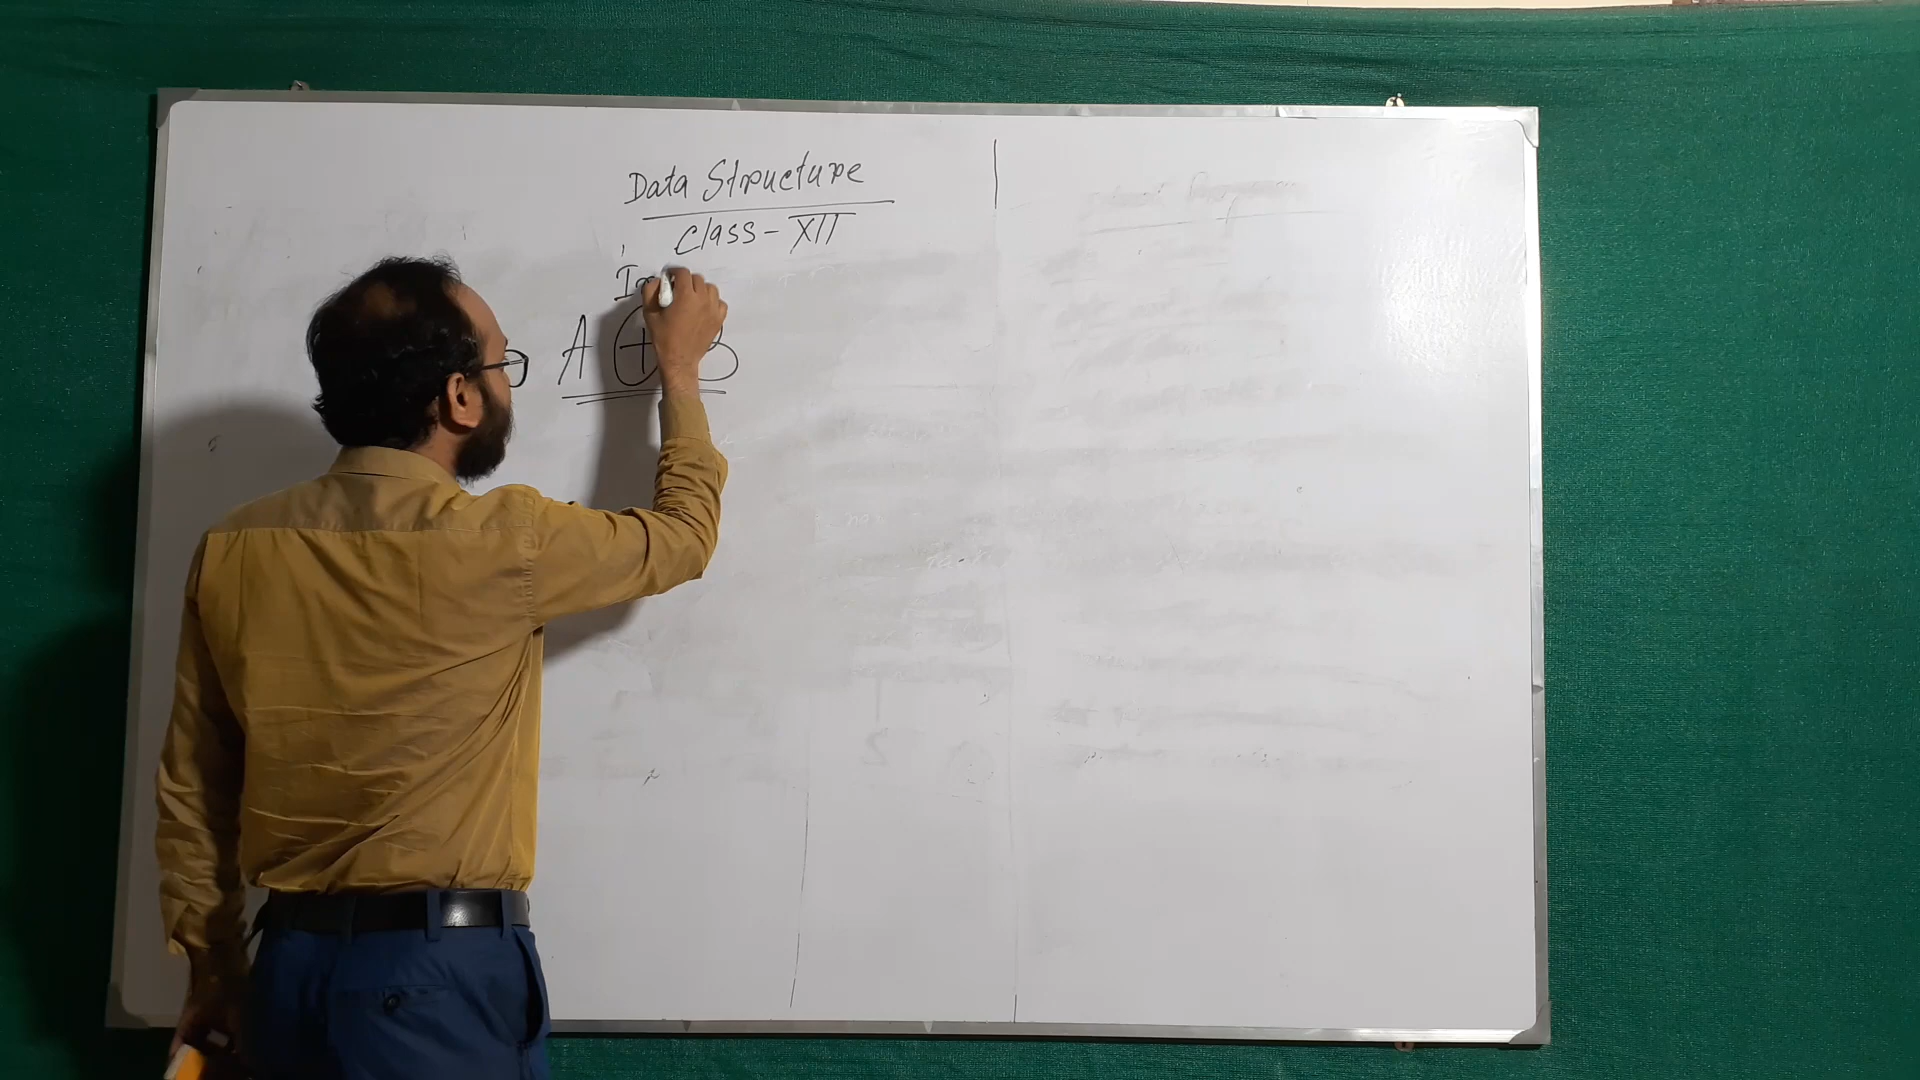 Data Structure
Class - XII
A +